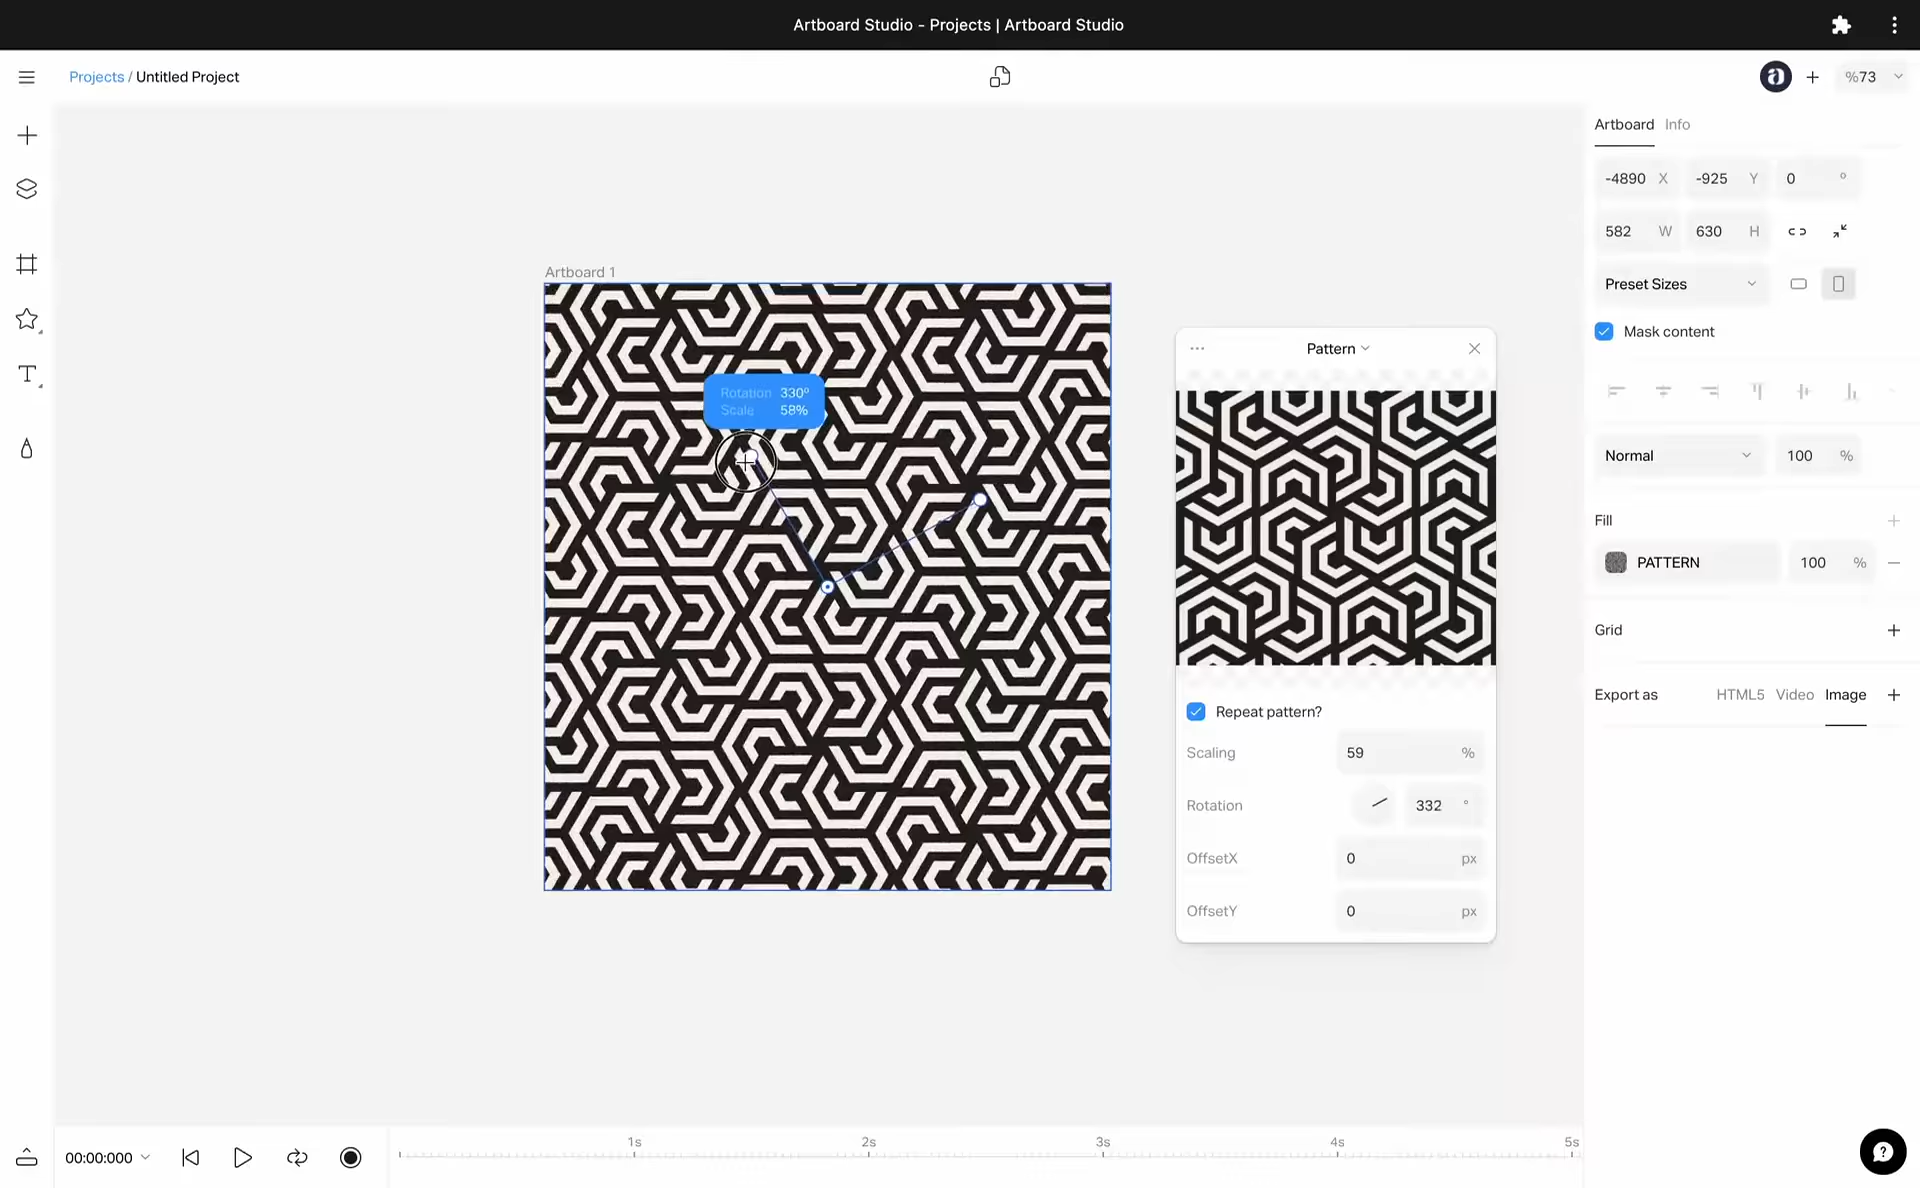 Artboard Studio - Projects | Artboard Studio
Projects / Untitled Project
%73
Artboard Info
-4890 X -925 Y 0 °
582 W 630 H
Preset Sizes
Mask content
Normal 100 %
Fill
PATTERN 100 %
Grid
Export as HTML5 Video Image
Artboard 1
Rotation 330°
Scale 58%
Pattern
Repeat pattern?
Scaling 59 %
Rotation 332 °
OffsetX 0 px
OffsetY 0 px
00:00:000
1s 2s 3s 4s 5s